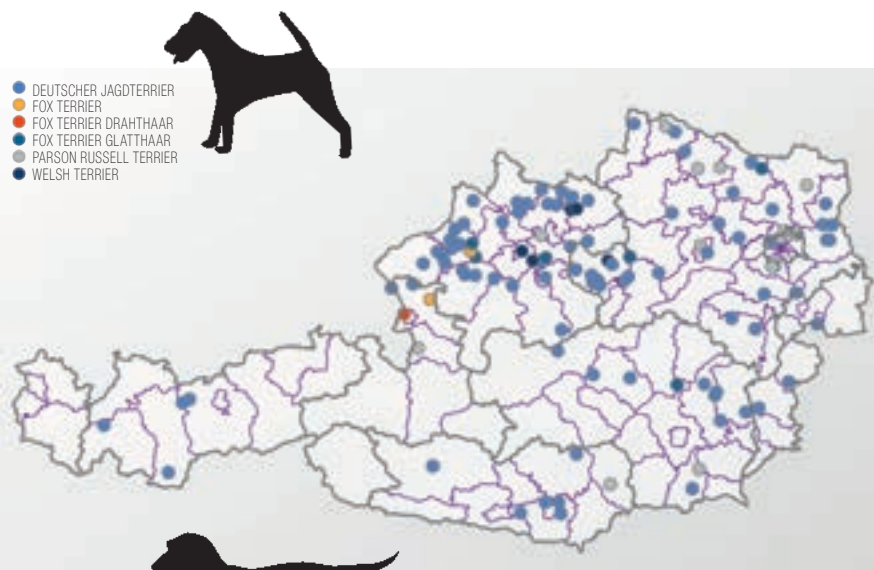 DEUTSCHER JAGDTERRIER
FOX TERRIER
FOX TERRIER DRAHTHAAR
FOX TERRIER GLATTHAAR
PARSON RUSSELL TERRIER
WELSH TERRIER